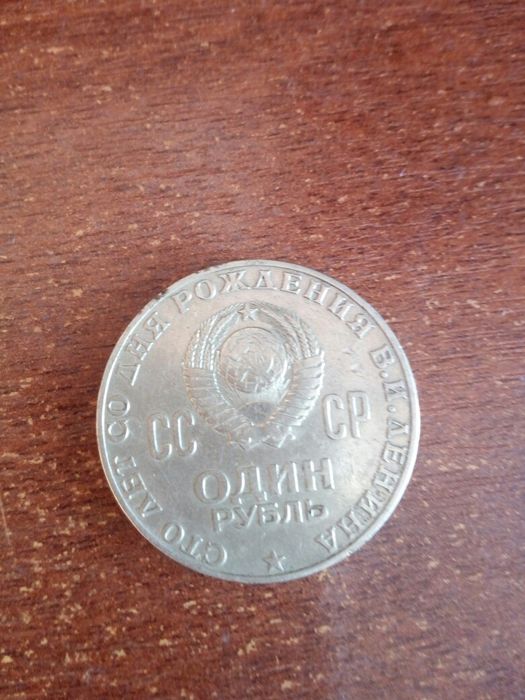 СТО ЛЕТ СО ДНЯ РОЖДЕНИЯ В.И.ЛЕНИНА
СС СР
ОДИН
РУБЛЬ